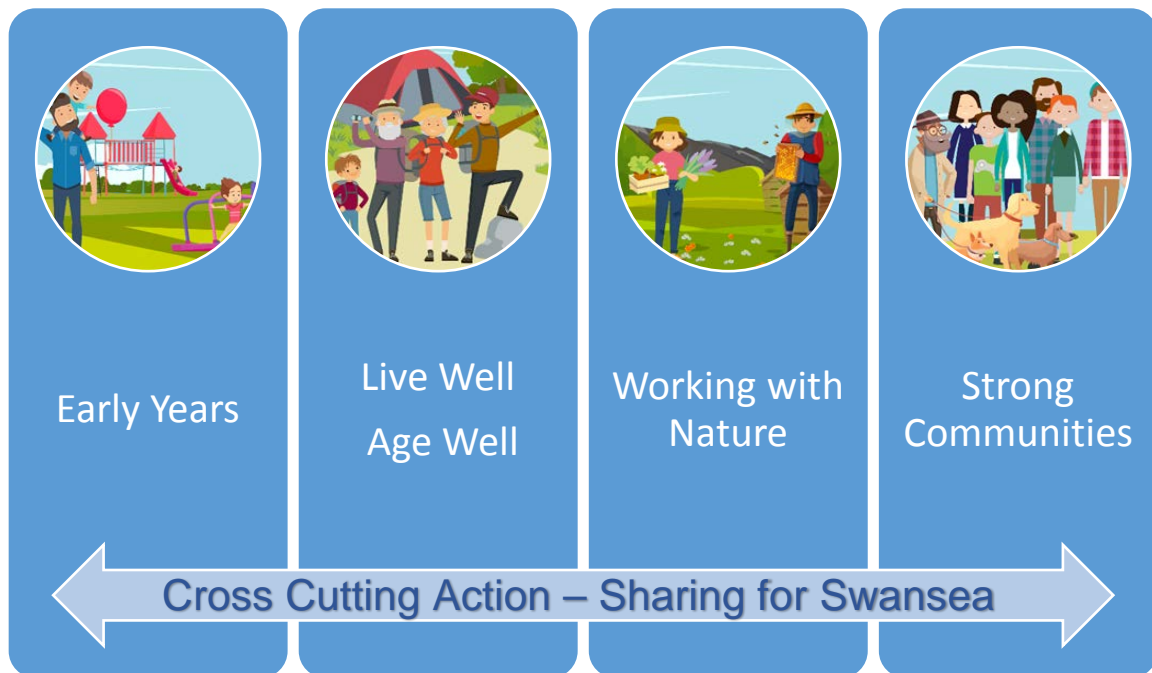 Early Years
Live Well
Age Well
Working with
Nature
Strong
Communities
Cross Cutting Action – Sharing for Swansea